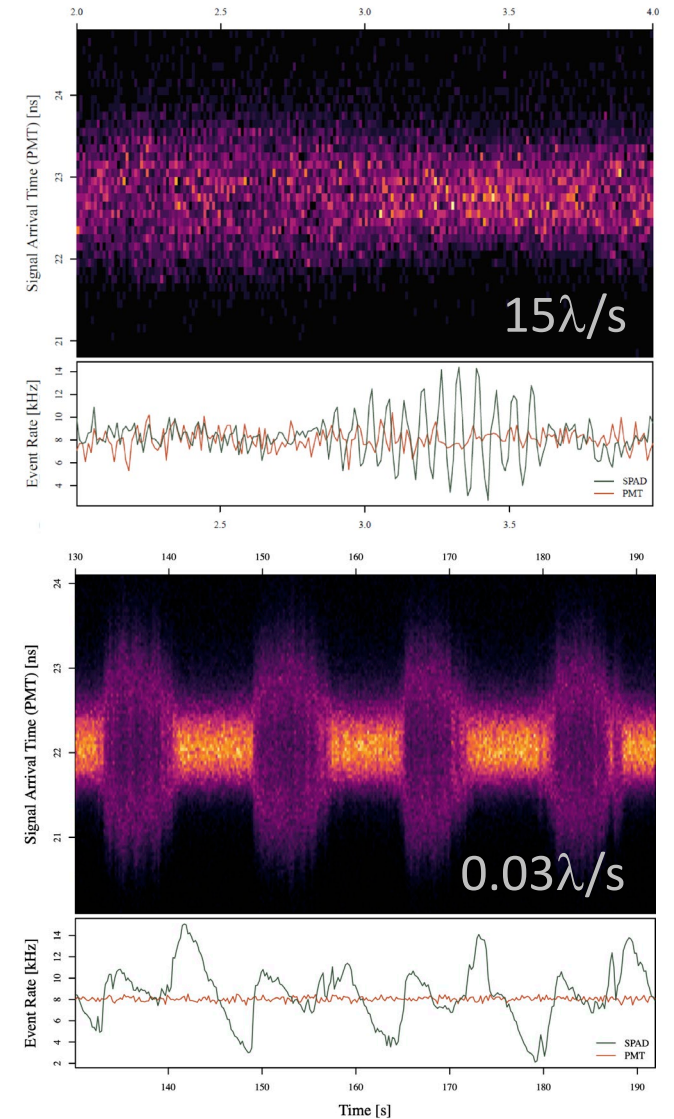 2.0 2.5 3.0 3.5 4.0
Signal Arrival Time (PMT) [ns]
24
23
22
21
15λ/s
Event Rate [kHz]
14
12
10
8
6
4
SPAD
PMT
2.5 3.0 3.5
130 140 150 160 170 180 190
Signal Arrival Time (PMT) [ns]
24
23
22
21
0.03λ/s
Event Rate [kHz]
14
12
10
8
6
4
2
SPAD
PMT
140 150 160 170 180 190
Time [s]